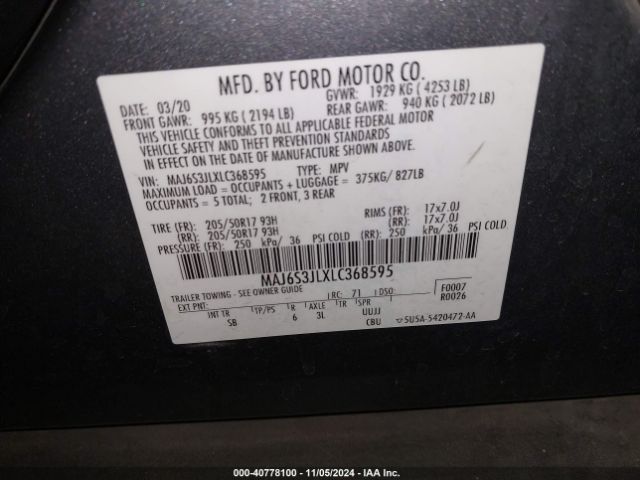 MFD. BY FORD MOTOR CO.
DATE: 03/20 GVWR: 1929 KG ( 4253 LB)
FRONT GAWR: 995 KG ( 2194 LB) REAR GAWR: 940 KG ( 2072 LB)
THIS VEHICLE CONFORMS TO ALL APPLICABLE FEDERAL MOTOR
VEHICLE SAFETY AND THEFT PREVENTION STANDARDS
IN EFFECT ON THE DATE OF MANUFACTURE SHOWN ABOVE.
VIN: MAJ6S3JLXLC368595 TYPE: MPV
MAXIMUM LOAD = OCCUPANTS + LUGGAGE = 375KG/ 827LB
OCCUPANTS = 5 TOTAL; 2 FRONT, 3 REAR
TIRE (FR): 205/50R17 93H RIMS (FR): 17x7.0J
(RR): 205/50R17 93H (RR): 17x7.0J
PRESSURE (FR): 250 kPa/ 36 PSI COLD (RR): 250 kPa/ 36 PSI COLD
MAJ6S3JLXLC368595
TRAILER TOWING - SEE OWNER GUIDE
EXT PNT: RC: 71 DSO: F0007
R0026
INT TR TP/PS R AXLE TR SPR
SB 6 3L UUJJ
CBU 5U5A-5420472-AA
000-40778100 - 11/05/2024 - IAA Inc.